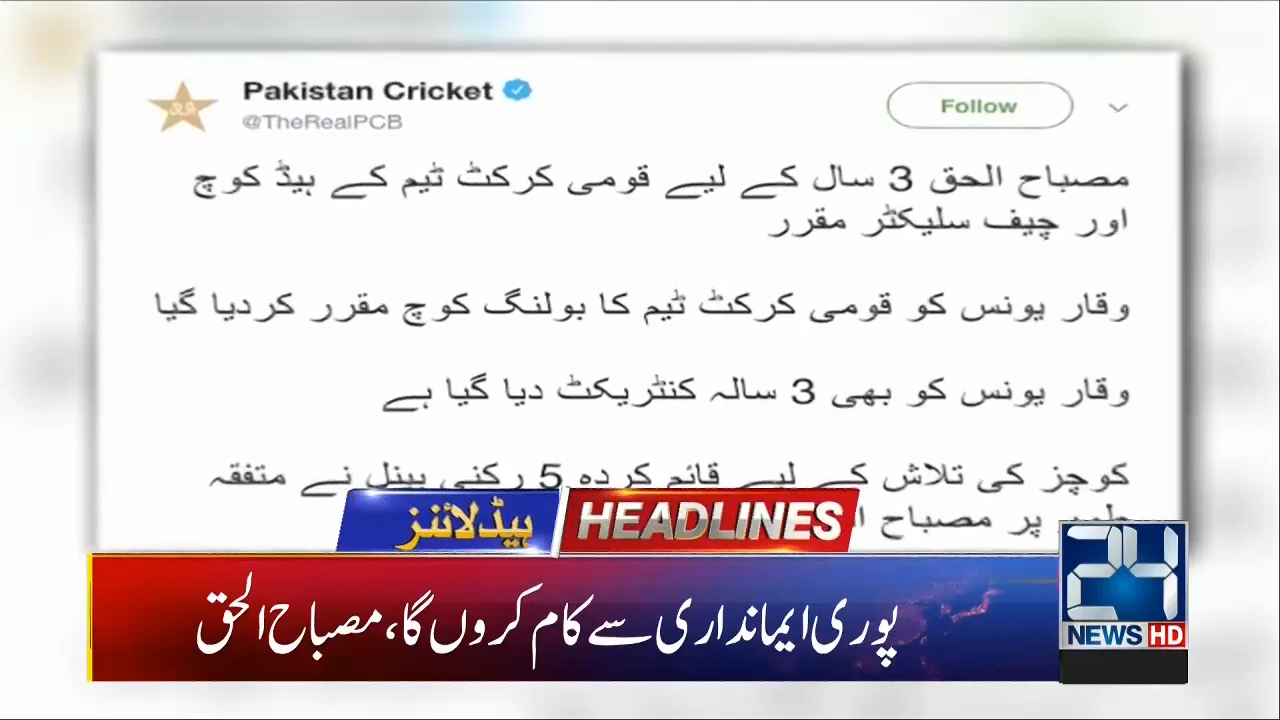 Pakistan Cricket
@TheRealPCB
Follow
مصباح الحق 3 سال کے لیے قومی کرکٹ ٹیم کے ہیڈ کوچ
اور چیف سلیکٹر مقرر
وقار یونس کو قومی کرکٹ ٹیم کا بولنگ کوچ مقرر کردیا گیا
وقار یونس کو بھی 3 سالہ کنٹریکٹ دیا گیا ہے
کوچز کی تلاش کے لیے قائم کردہ 5 رکنی پینل نے متفقہ
پر مصباح
ہیڈلائنز HEADLINES
پوری ایمانداری سے کام کروں گا، مصباح الحق
24
NEWS HD